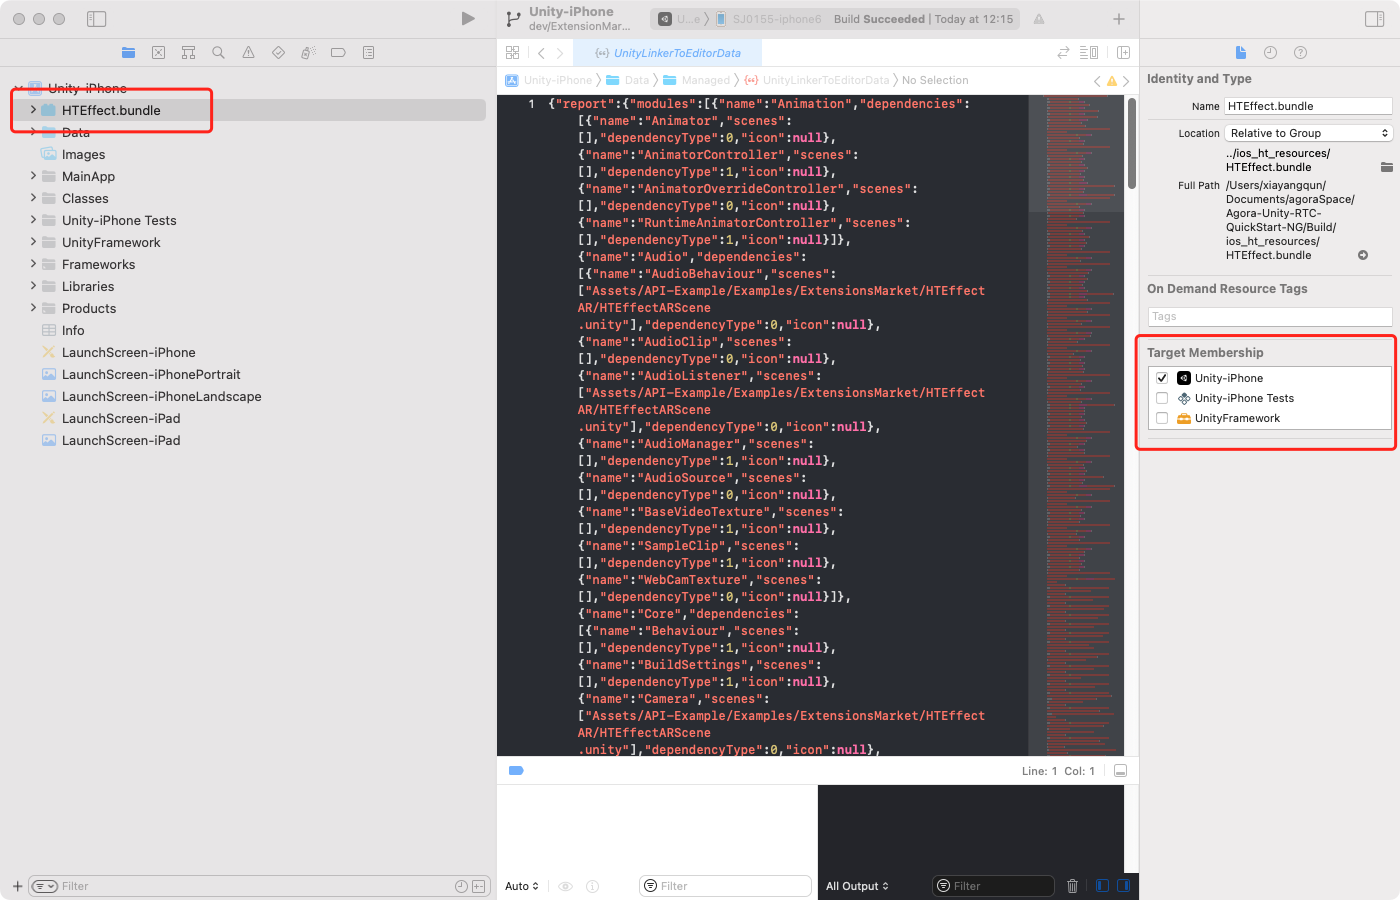 Unity-iPhone
HTEffect.bundle
Data
Images
MainApp
Classes
Unity-iPhone Tests
UnityFramework
Frameworks
Libraries
Products
Info
LaunchScreen-iPhone
LaunchScreen-iPhonePortrait
LaunchScreen-iPhoneLandscape
LaunchScreen-iPad
LaunchScreen-iPad
Filter
Unity-iPhone
dev/ExtensionMar...
U...e
SJ0155-iphone6
Build Succeeded | Today at 12:15
UnityLinkerToEditorData
Unity-iPhone
Data
Managed
UnityLinkerToEditorData
No Selection
1 {"report":{"modules":[{"name":"Animation","dependencies":
[{"name":"Animator","scenes":
[],"dependencyType":0,"icon":null},
{"name":"AnimatorController","scenes":
[],"dependencyType":1,"icon":null},
{"name":"AnimatorOverrideController","scenes":
[],"dependencyType":0,"icon":null},
{"name":"RuntimeAnimatorController","scenes":
[],"dependencyType":1,"icon":null}]},
{"name":"Audio","dependencies":
[{"name":"AudioBehaviour","scenes":
["Assets/API-Example/Examples/ExtensionsMarket/HTEffect
AR/HTEffectARScene
.unity"],"dependencyType":0,"icon":null},
{"name":"AudioClip","scenes":
[],"dependencyType":0,"icon":null},
{"name":"AudioListener","scenes":
["Assets/API-Example/Examples/ExtensionsMarket/HTEffect
AR/HTEffectARScene
.unity"],"dependencyType":0,"icon":null},
{"name":"AudioManager","scenes":
[],"dependencyType":1,"icon":null},
{"name":"AudioSource","scenes":
[],"dependencyType":0,"icon":null},
{"name":"BaseVideoTexture","scenes":
[],"dependencyType":1,"icon":null},
{"name":"SampleClip","scenes":
[],"dependencyType":1,"icon":null},
{"name":"WebCamTexture","scenes":
[],"dependencyType":0,"icon":null}]},
{"name":"Core","dependencies":
[{"name":"Behaviour","scenes":
[],"dependencyType":1,"icon":null},
{"name":"BuildSettings","scenes":
[],"dependencyType":1,"icon":null},
{"name":"Camera","scenes":
["Assets/API-Example/Examples/ExtensionsMarket/HTEffect
AR/HTEffectARScene
.unity"],"dependencyType":0,"icon":null},
Line: 1 Col: 1
Auto
Filter
All Output
Filter
Identity and Type
Name HTEffect.bundle
Location Relative to Group
../ios_ht_resources/
HTEffect.bundle
Full Path /Users/xiayangqun/
Documents/agoraSpace/
Agora-Unity-RTC-
QuickStart-NG/Build/
ios_ht_resources/
HTEffect.bundle
On Demand Resource Tags
Tags
Target Membership
Unity-iPhone
Unity-iPhone Tests
UnityFramework